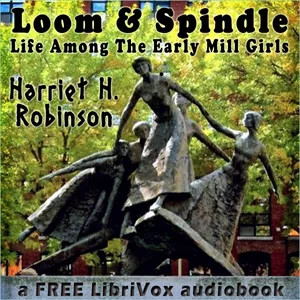 Loom & Spindle
Life Among The Early Mill Girls
Harriet H.
Robinson
a FREE LibriVox audiobook